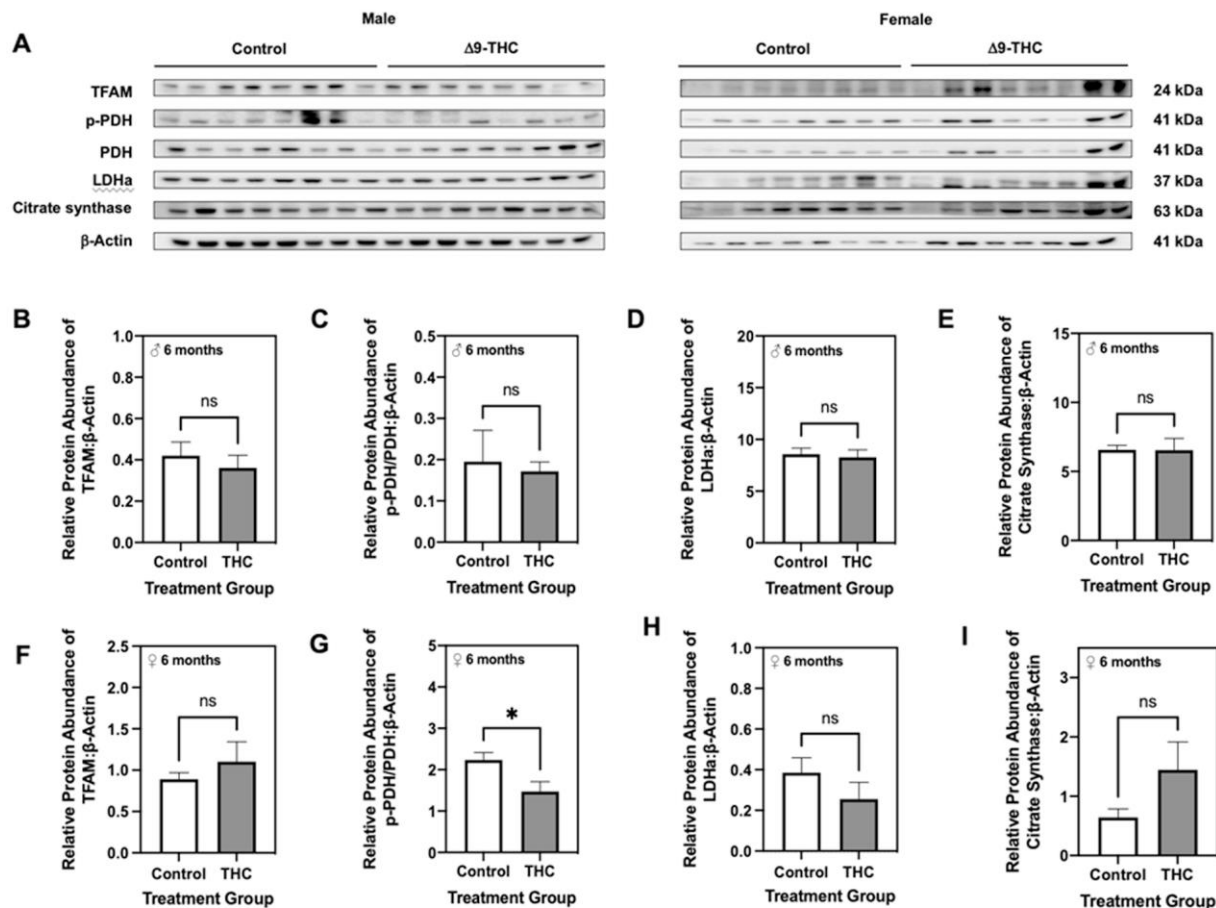 Male
Female
A
Control
Δ9-THC
Control
Δ9-THC
TFAM
24 kDa
p-PDH
41 kDa
PDH
41 kDa
LDHa
37 kDa
Citrate synthase
63 kDa
β-Actin
41 kDa
B
Relative Protein Abundance of
TFAM:β-Actin
1.0
0.8
0.6
0.4
0.2
0.0
♂ 6 months
ns
Control THC
Treatment Group
C
Relative Protein Abundance of
p-PDH/PDH:β-Actin
0.5
0.4
0.3
0.2
0.1
0.0
♂ 6 months
ns
Control THC
Treatment Group
D
Relative Protein Abundance of
LDHa:β-Actin
20
15
10
5
0
♂ 6 months
ns
Control THC
Treatment Group
E
Relative Protein Abundance of
Citrate Synthase:β-Actin
15
10
5
0
♂ 6 months
ns
Control THC
Treatment Group
F
Relative Protein Abundance of
TFAM:β-Actin
2.5
2.0
1.5
1.0
0.5
0.0
♀ 6 months
ns
Control THC
Treatment Group
G
Relative Protein Abundance of
p-PDH/PDH:β-Actin
5
4
3
2
1
0
♀ 6 months
*
Control THC
Treatment Group
H
Relative Protein Abundance of
LDHa:β-Actin
1.0
0.8
0.6
0.4
0.2
0.0
♀ 6 months
ns
Control THC
Treatment Group
I
Relative Protein Abundance of
Citrate Synthase:β-Actin
3
2
1
0
♀ 6 months
ns
Control THC
Treatment Group